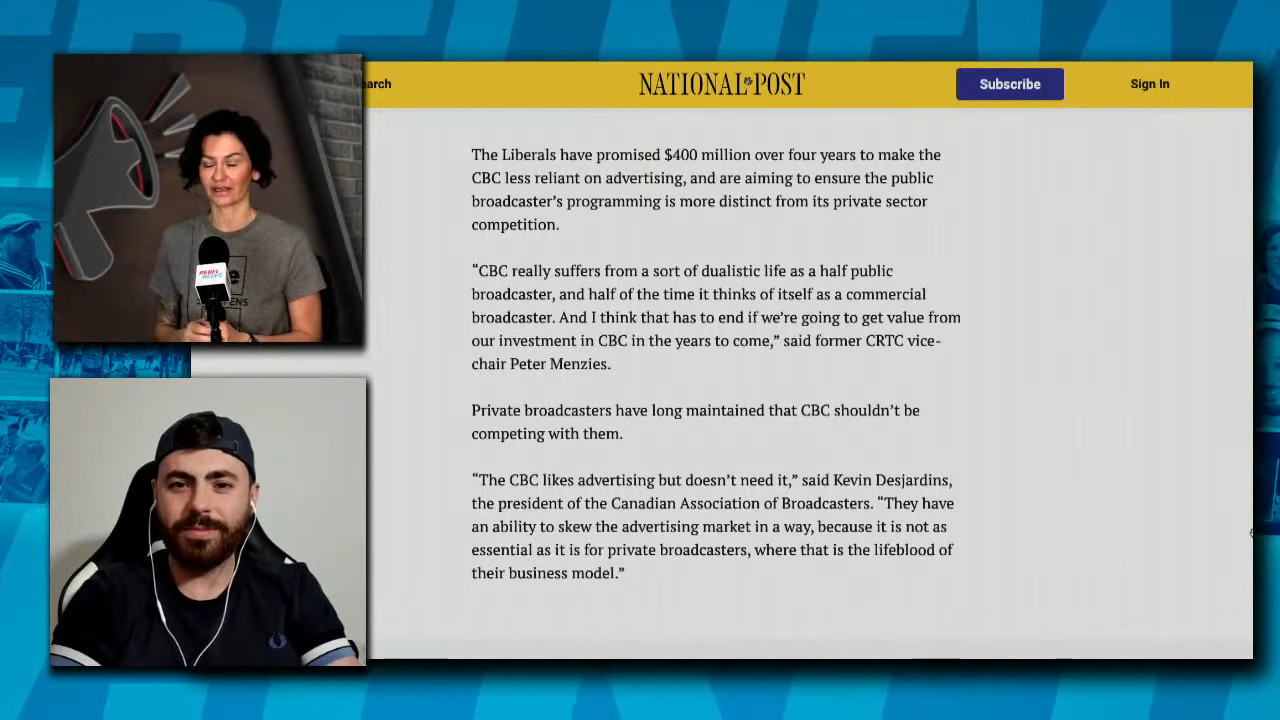 earch
NATIONAL POST
Subscribe
Sign In
The Liberals have promised $400 million over four years to make the
CBC less reliant on advertising, and are aiming to ensure the public
broadcaster’s programming is more distinct from its private sector
competition.
“CBC really suffers from a sort of dualistic life as a half public
broadcaster, and half of the time it thinks of itself as a commercial
broadcaster. And I think that has to end if we’re going to get value from
our investment in CBC in the years to come,” said former CRTC vice-
chair Peter Menzies.
Private broadcasters have long maintained that CBC shouldn’t be
competing with them.
“The CBC likes advertising but doesn’t need it,” said Kevin Desjardins,
the president of the Canadian Association of Broadcasters. “They have
an ability to skew the advertising market in a way, because it is not as
essential as it is for private broadcasters, where that is the lifeblood of
their business model.”
REBEL
NEWS